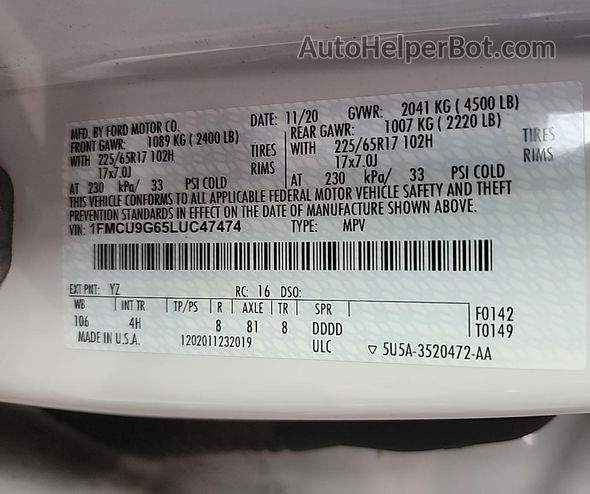 AutoHelperBot.com
MFD. BY FORD MOTOR CO. DATE: 11/20 GVWR: 2041 KG ( 4500 LB)
FRONT GAWR: 1089 KG ( 2400 LB) REAR GAWR: 1007 KG ( 2220 LB)
WITH 225/65R17 102H TIRES WITH 225/65R17 102H TIRES
17x7.0J RIMS 17x7.0J RIMS
AT 230 kPa/ 33 PSI COLD AT 230 kPa/ 33 PSI COLD
THIS VEHICLE CONFORMS TO ALL APPLICABLE FEDERAL MOTOR VEHICLE SAFETY AND THEFT
PREVENTION STANDARDS IN EFFECT ON THE DATE OF MANUFACTURE SHOWN ABOVE.
VIN: 1FMCU9G65LUC47474 TYPE: MPV
EXT PNT: YZ RC: 16 DSO:
WB INT TR TP/PS R AXLE TR SPR F0142
106 4H 8 81 8 DDDD T0149
MADE IN U.S.A. 1202011232019 ULC ▽ 5U5A-3520472-AA